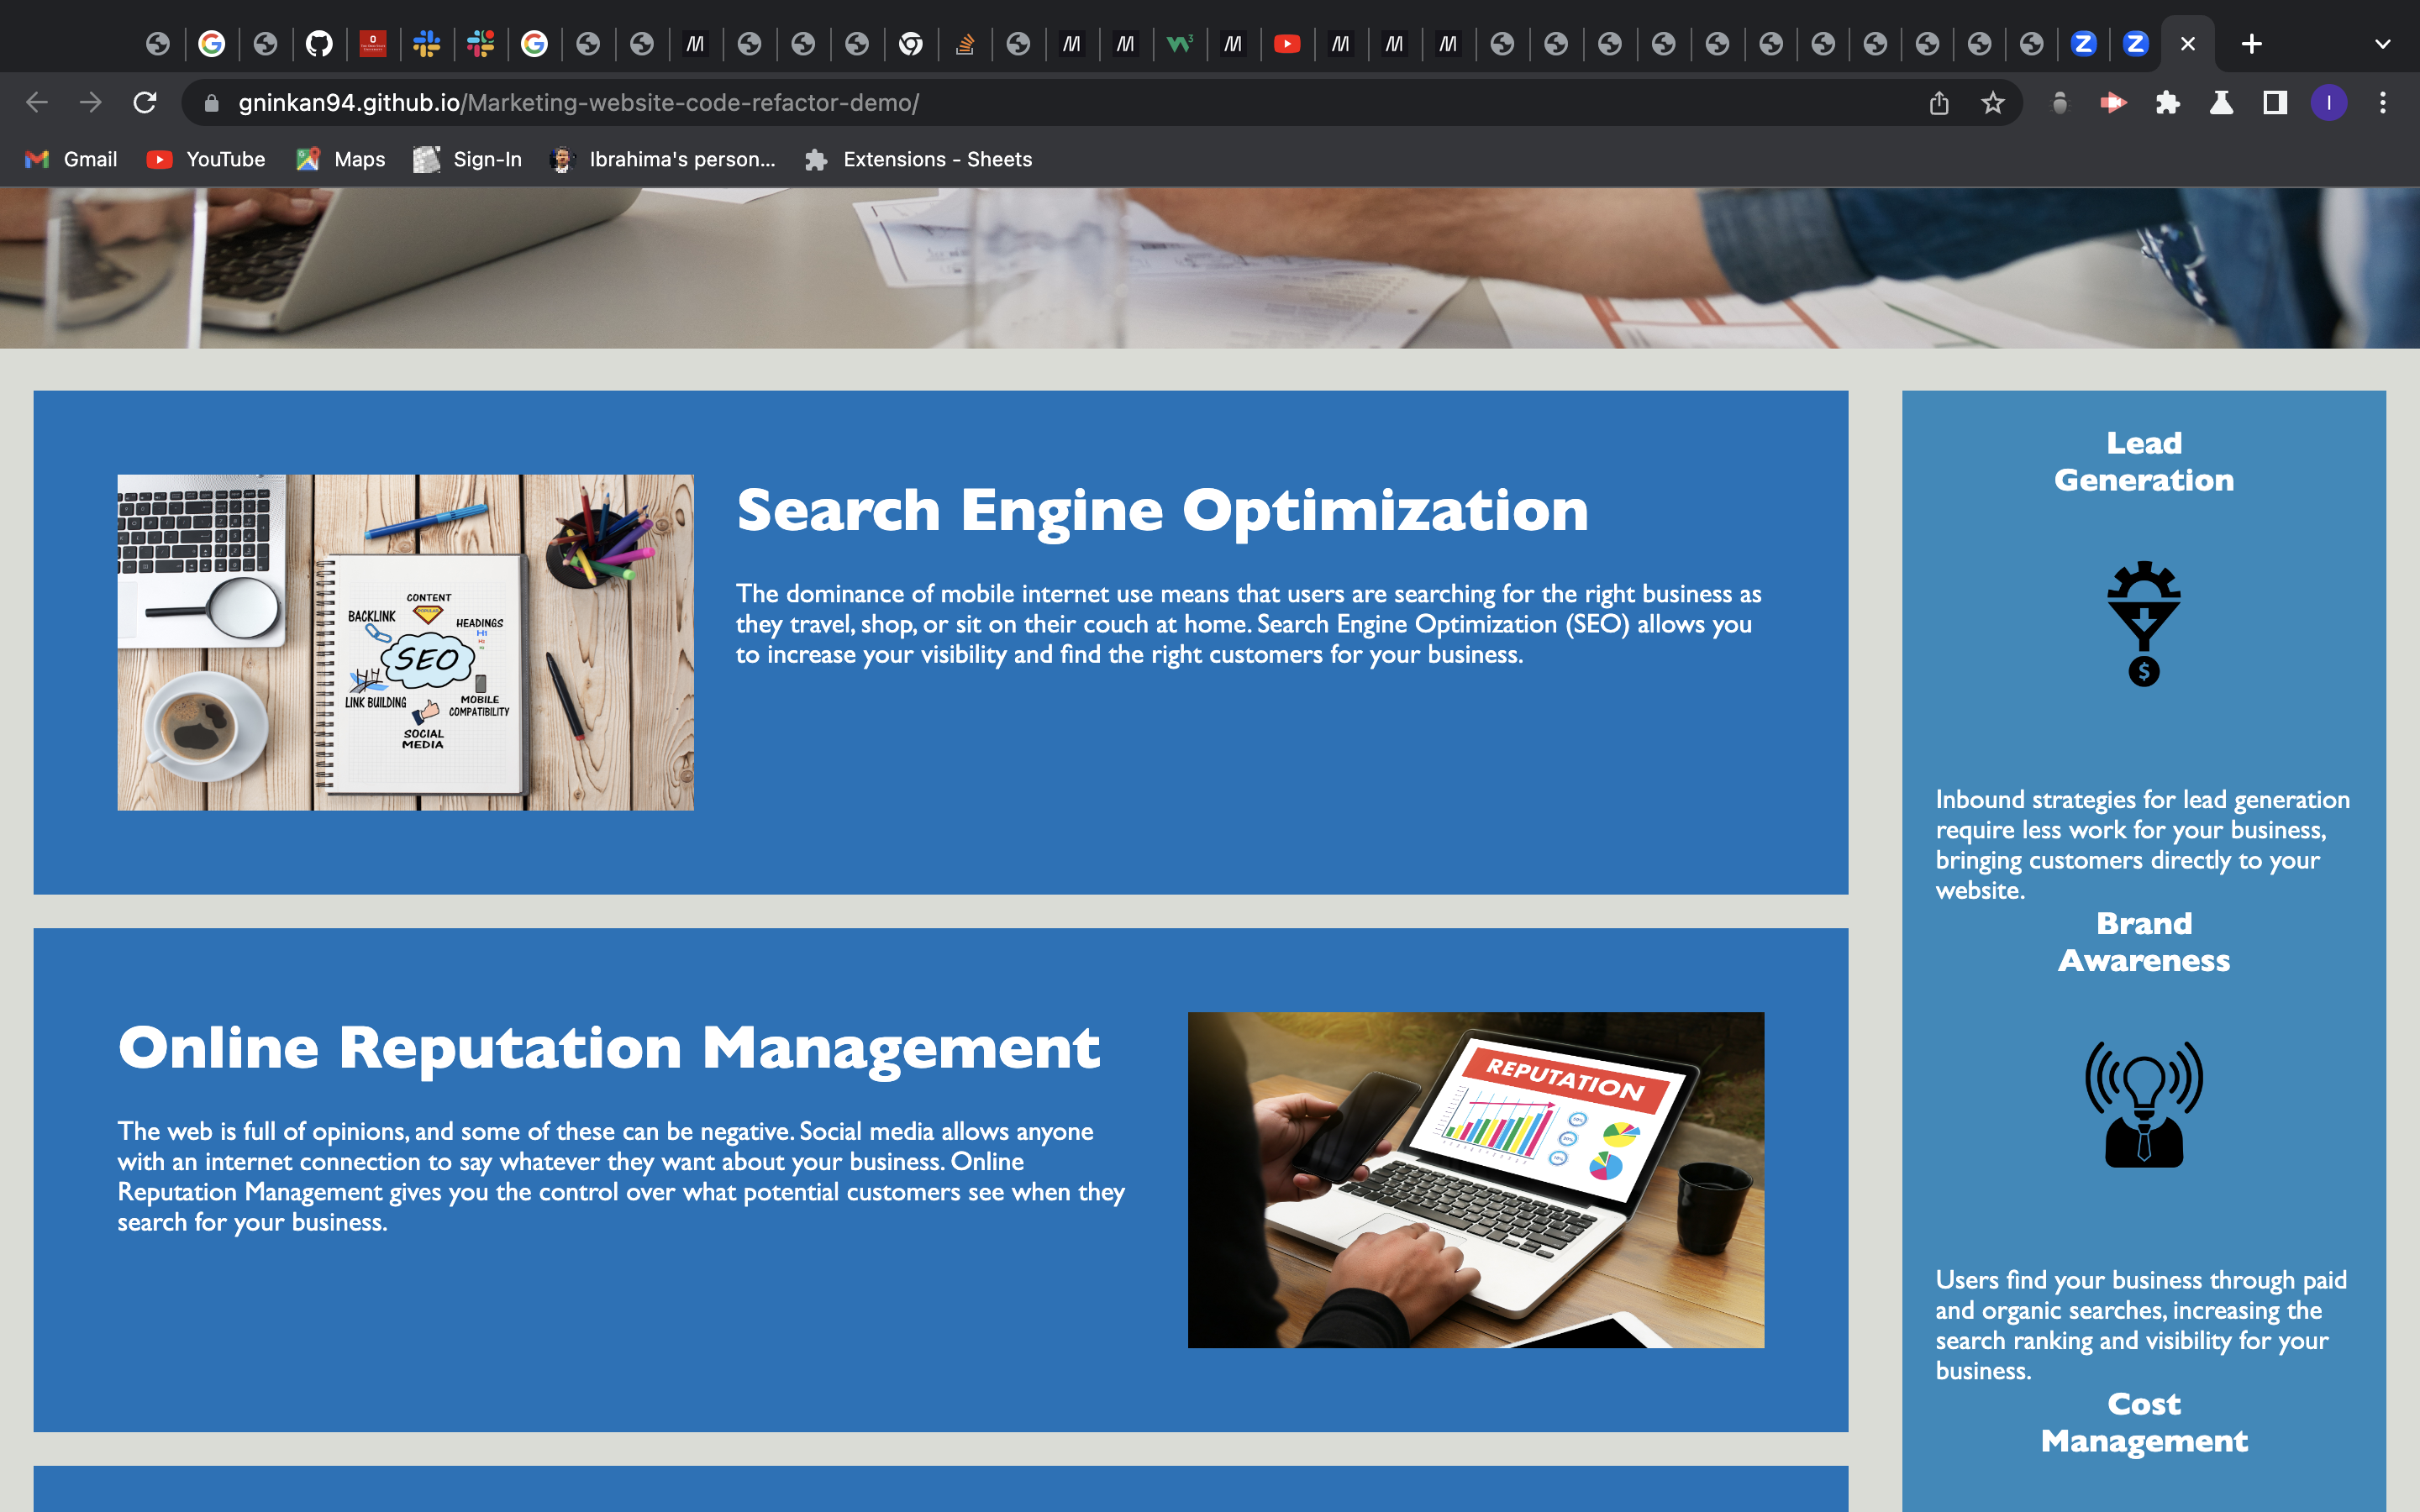 gninkan94.github.io/Marketing-website-code-refactor-demo/
I
Gmail
YouTube
Maps
Sign-In
Ibrahima's person...
Extensions - Sheets
Search Engine Optimization
The dominance of mobile internet use means that users are searching for the right business as
they travel, shop, or sit on their couch at home. Search Engine Optimization (SEO) allows you
to increase your visibility and find the right customers for your business.
CONTENT
POPULAR
BACKLINK
HEADINGS
H1
H2
SEO
LINK BUILDING
MOBILE
COMPATIBILITY
SOCIAL
MEDIA
Online Reputation Management
The web is full of opinions, and some of these can be negative. Social media allows anyone
with an internet connection to say whatever they want about your business. Online
Reputation Management gives you the control over what potential customers see when they
search for your business.
REPUTATION
Lead
Generation
$
Inbound strategies for lead generation
require less work for your business,
bringing customers directly to your
website.
Brand
Awareness
Users find your business through paid
and organic searches, increasing the
search ranking and visibility for your
business.
Cost
Management